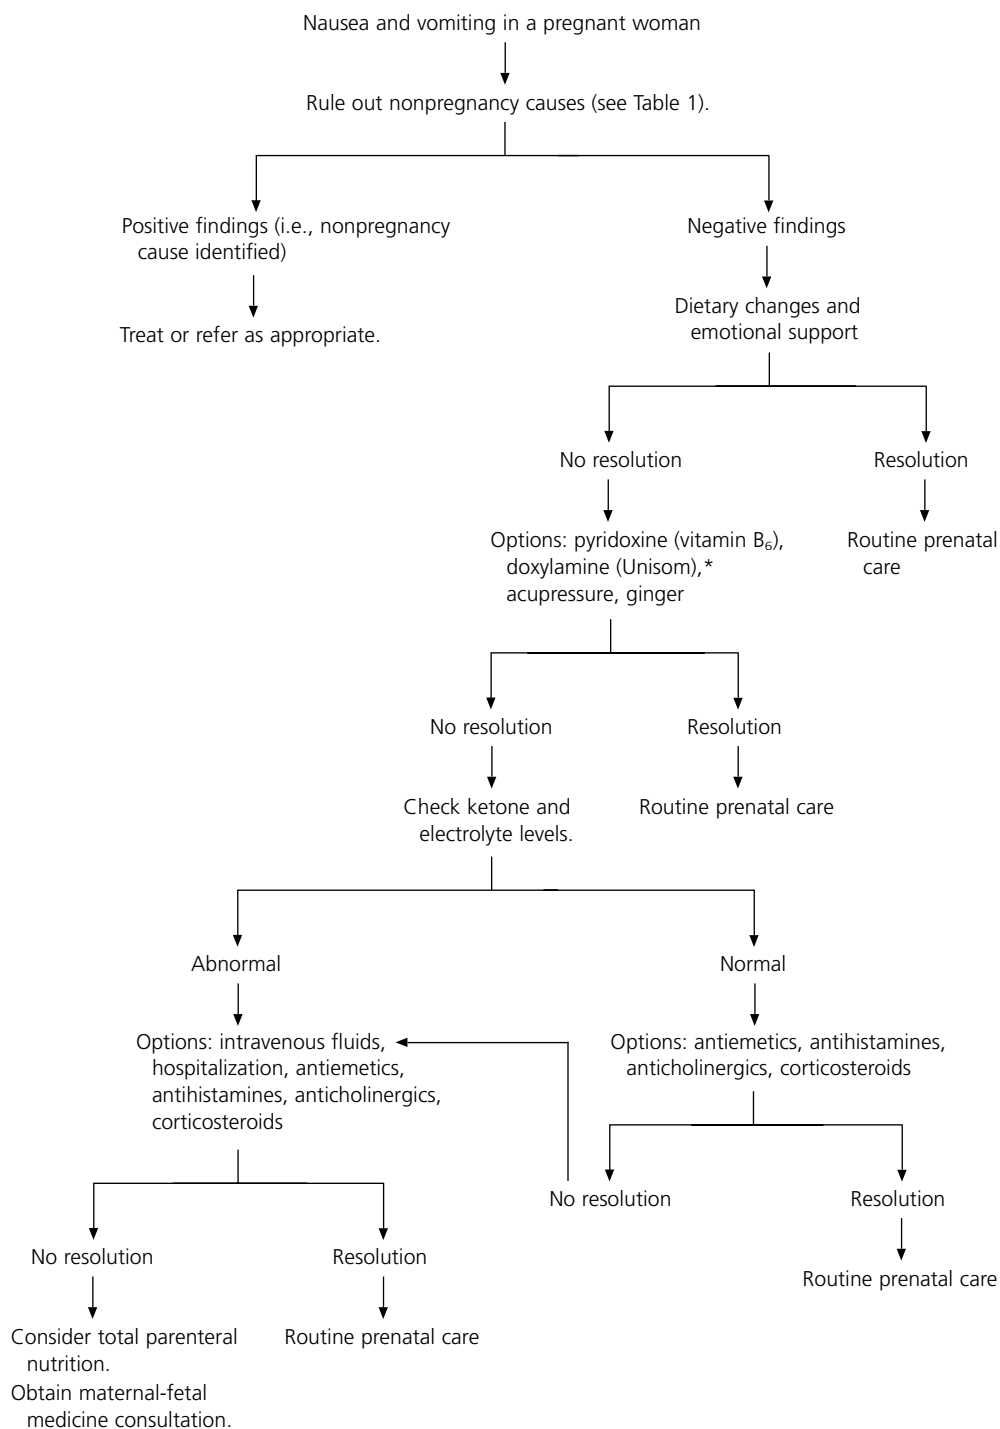 Nausea and vomiting in a pregnant woman
Rule out nonpregnancy causes (see Table 1).
Positive findings (i.e., nonpregnancy
cause identified)
Negative findings
Treat or refer as appropriate.
Dietary changes and
emotional support
No resolution
Resolution
Options: pyridoxine (vitamin B₆),
doxylamine (Unisom),*
acupressure, ginger
Routine prenatal
care
No resolution
Resolution
Check ketone and
electrolyte levels.
Routine prenatal care
Abnormal
Normal
Options: intravenous fluids,
hospitalization, antiemetics,
antihistamines, anticholinergics,
corticosteroids
Options: antiemetics, antihistamines,
anticholinergics, corticosteroids
No resolution
Resolution
Routine prenatal care
No resolution
Resolution
Consider total parenteral
nutrition.
Obtain maternal-fetal
medicine consultation.
Routine prenatal care